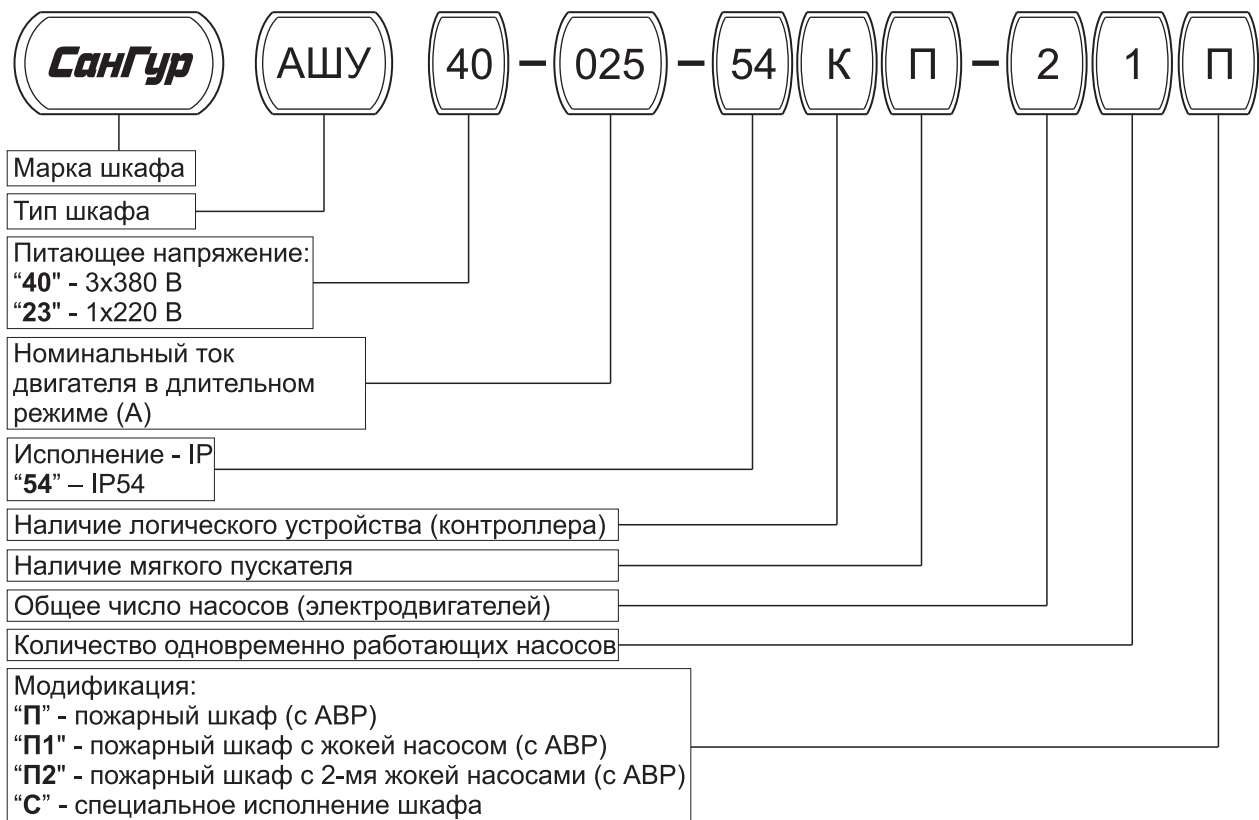 СанГур АШУ 40 – 025 – 54 К П – 2 1 П
Марка шкафа
Тип шкафа
Питающее напряжение:
“40" - 3х380 В
“23" - 1х220 В
Номинальный ток
двигателя в длительном
режиме (А)
Исполнение - IP
“54” – IP54
Наличие логического устройства (контроллера)
Наличие мягкого пускателя
Общее число насосов (электродвигателей)
Количество одновременно работающих насосов
Модификация:
“П” - пожарный шкаф (с АВР)
“П1" - пожарный шкаф с жокей насосом (с АВР)
“П2" - пожарный шкаф с 2-мя жокей насосами (с АВР)
“С” - специальное исполнение шкафа